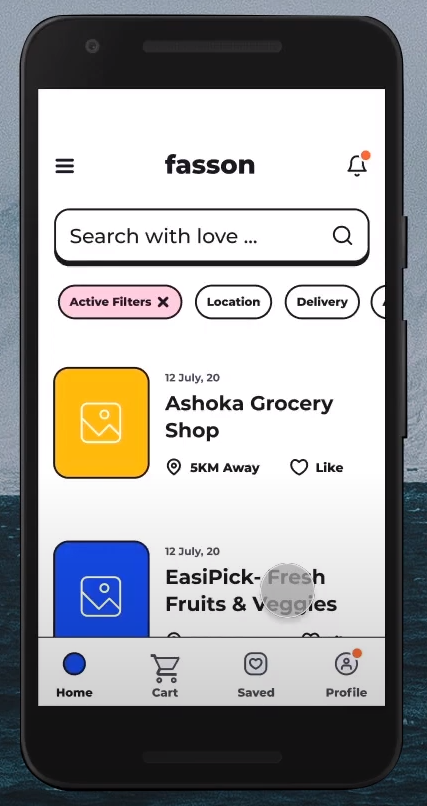 fasson
Search with love ...
Active Filters
Location
Delivery
12 July, 20
Ashoka Grocery
Shop
5KM Away
Like
12 July, 20
EasiPick- Fresh
Fruits & Veggies
Home
Cart
Saved
Profile